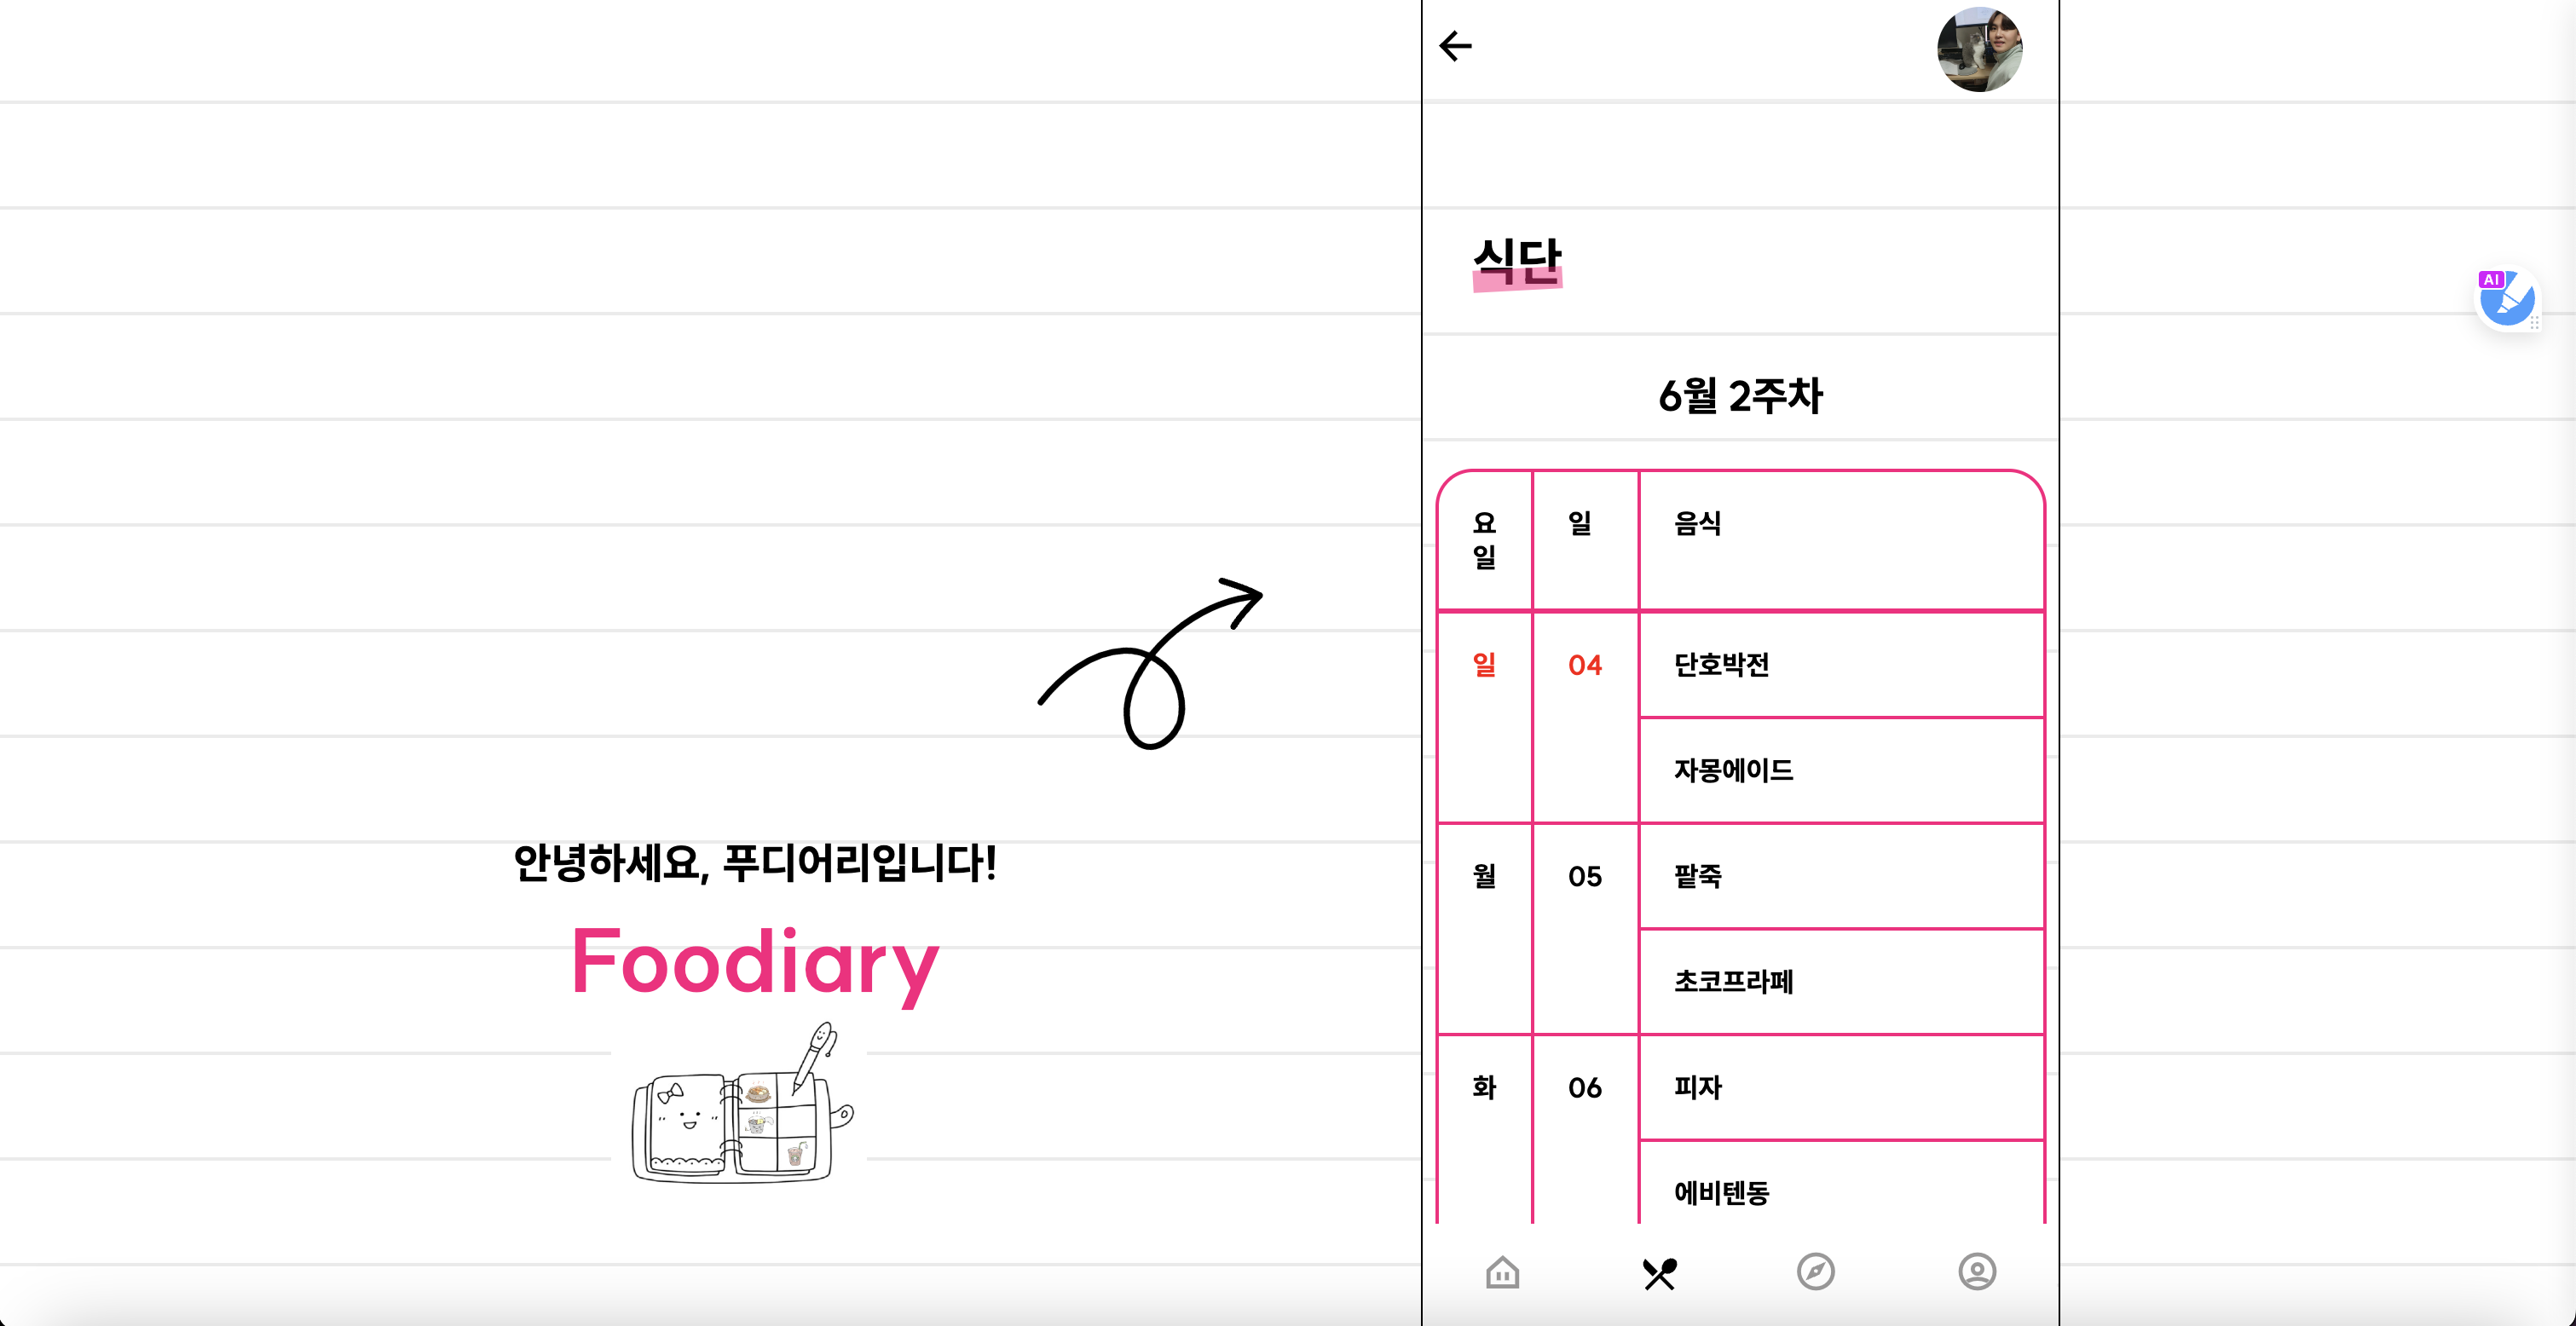 안녕하세요, 푸디어리입니다!
Foodiary
식단
6월 2주차
요일 일 음식
일 04 단호박전
자몽에이드
월 05 팥죽
초코프라페
화 06 피자
에비텐동
AI